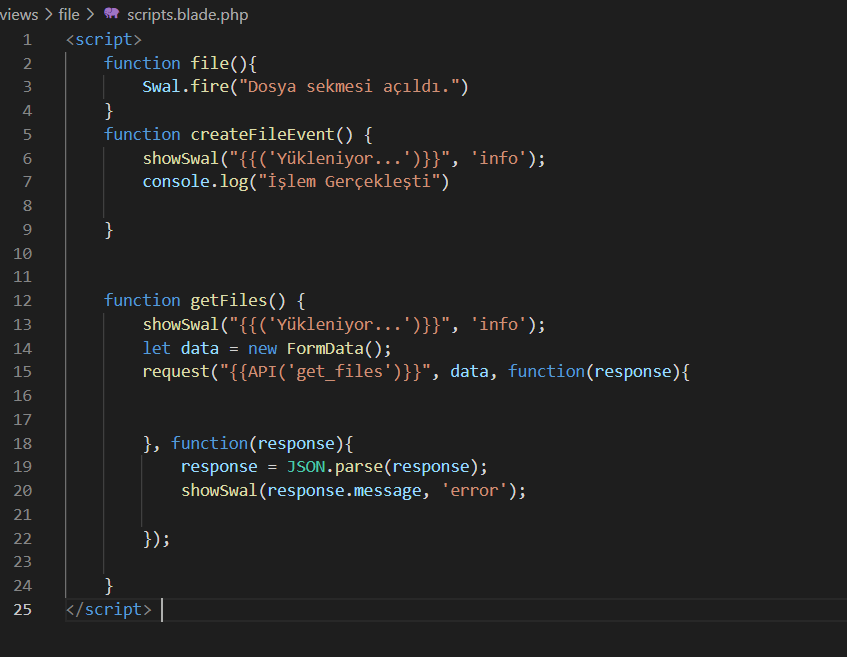 views > file > scripts.blade.php
1 <script>
2 function file(){
3 Swal.fire("Dosya sekmesi açıldı.")
4 }
5 function createFileEvent() {
6 showSwal("{{('Yükleniyor...')}}", 'info');
7 console.log("İşlem Gerçekleşti")
8
9 }
10
11
12 function getFiles() {
13 showSwal("{{('Yükleniyor...')}}", 'info');
14 let data = new FormData();
15 request("{{API('get_files')}}", data, function(response){
16
17
18 }, function(response){
19 response = JSON.parse(response);
20 showSwal(response.message, 'error');
21
22 });
23
24 }
25 </script>